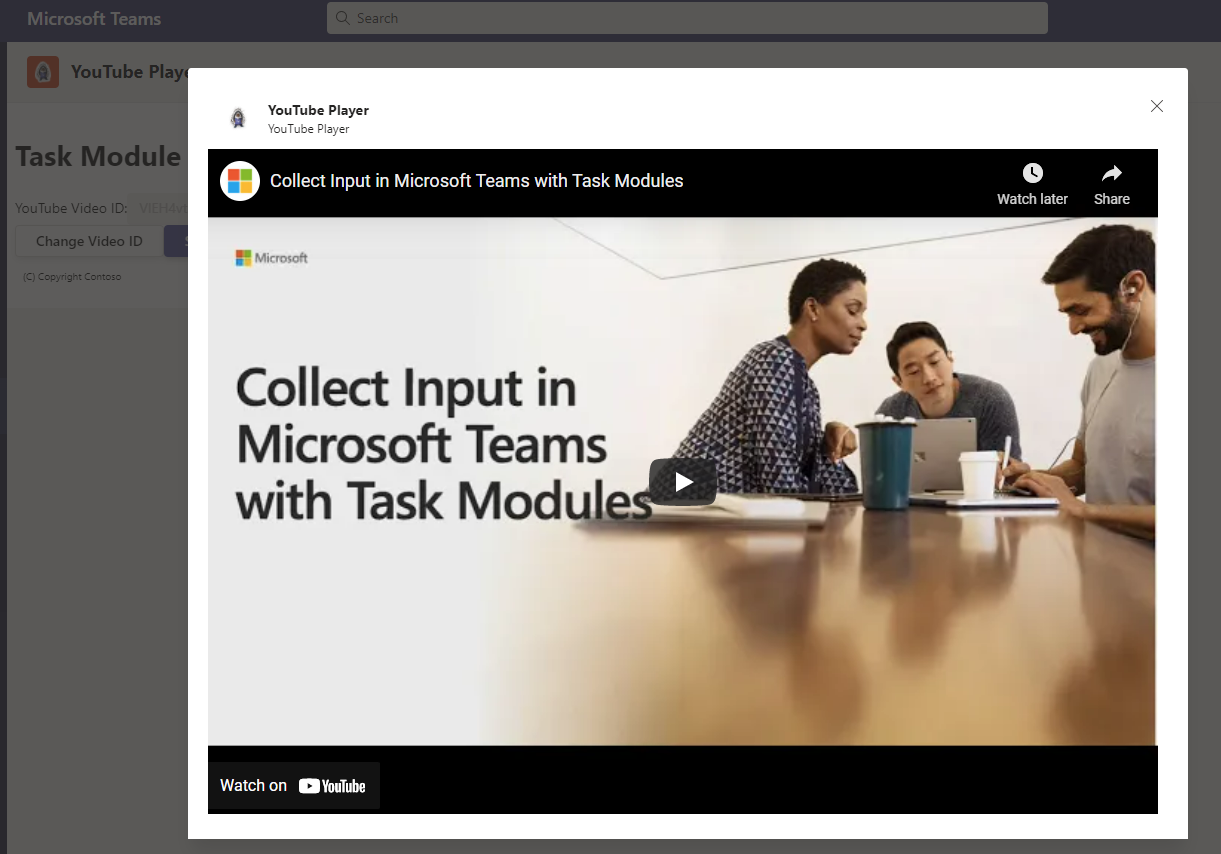 Microsoft Teams
Search
YouTube Playe
YouTube Player
YouTube Player
Task Module
YouTube Video ID:
Change Video ID
S
(C) Copyright Contoso
Collect Input in Microsoft Teams with Task Modules
Watch later
Share
Microsoft
Collect Input in
Microsoft Teams
with Task Modules
Watch on YouTube